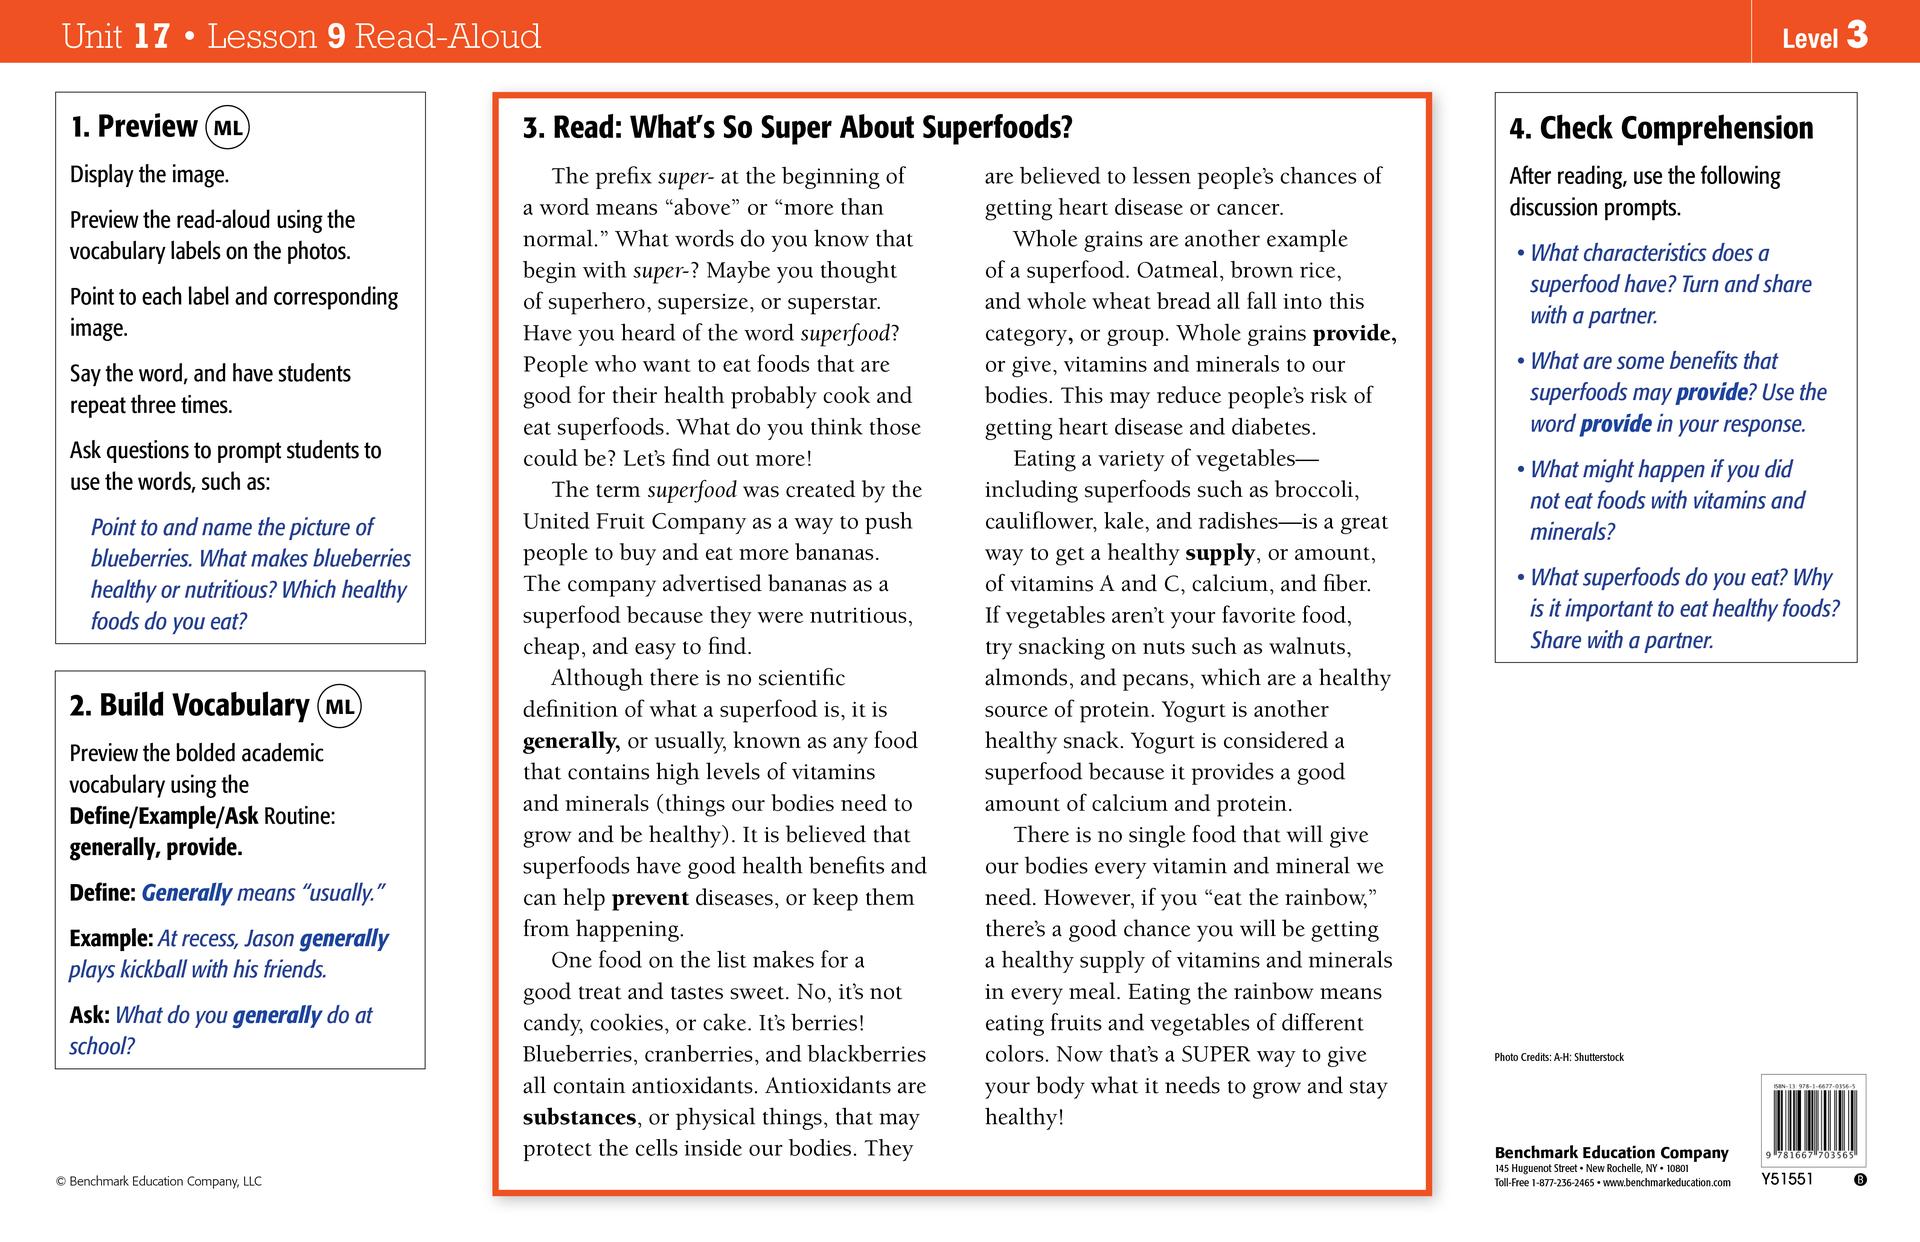 Unit 17 • Lesson 9 Read-Aloud
Level 3
1. Preview ML
Display the image.
Preview the read-aloud using the
vocabulary labels on the photos.
Point to each label and corresponding
image.
Say the word, and have students
repeat three times.
Ask questions to prompt students to
use the words, such as:
Point to and name the picture of
blueberries. What makes blueberries
healthy or nutritious? Which healthy
foods do you eat?
2. Build Vocabulary ML
Preview the bolded academic
vocabulary using the
Define/Example/Ask Routine:
generally, provide.
Define: Generally means “usually.”
Example: At recess, Jason generally
plays kickball with his friends.
Ask: What do you generally do at
school?
© Benchmark Education Company, LLC
3. Read: What’s So Super About Superfoods?
The prefix super- at the beginning of
a word means “above” or “more than
normal.” What words do you know that
begin with super-? Maybe you thought
of superhero, supersize, or superstar.
Have you heard of the word superfood?
People who want to eat foods that are
good for their health probably cook and
eat superfoods. What do you think those
could be? Let’s find out more!
The term superfood was created by the
United Fruit Company as a way to push
people to buy and eat more bananas.
The company advertised bananas as a
superfood because they were nutritious,
cheap, and easy to find.
Although there is no scientific
definition of what a superfood is, it is
generally, or usually, known as any food
that contains high levels of vitamins
and minerals (things our bodies need to
grow and be healthy). It is believed that
superfoods have good health benefits and
can help prevent diseases, or keep them
from happening.
One food on the list makes for a
good treat and tastes sweet. No, it’s not
candy, cookies, or cake. It’s berries!
Blueberries, cranberries, and blackberries
all contain antioxidants. Antioxidants are
substances, or physical things, that may
protect the cells inside our bodies. They
are believed to lessen people’s chances of
getting heart disease or cancer.
Whole grains are another example
of a superfood. Oatmeal, brown rice,
and whole wheat bread all fall into this
category, or group. Whole grains provide,
or give, vitamins and minerals to our
bodies. This may reduce people’s risk of
getting heart disease and diabetes.
Eating a variety of vegetables—
including superfoods such as broccoli,
cauliflower, kale, and radishes—is a great
way to get a healthy supply, or amount,
of vitamins A and C, calcium, and fiber.
If vegetables aren’t your favorite food,
try snacking on nuts such as walnuts,
almonds, and pecans, which are a healthy
source of protein. Yogurt is another
healthy snack. Yogurt is considered a
superfood because it provides a good
amount of calcium and protein.
There is no single food that will give
our bodies every vitamin and mineral we
need. However, if you “eat the rainbow,”
there’s a good chance you will be getting
a healthy supply of vitamins and minerals
in every meal. Eating the rainbow means
eating fruits and vegetables of different
colors. Now that’s a SUPER way to give
your body what it needs to grow and stay
healthy!
4. Check Comprehension
After reading, use the following
discussion prompts.
• What characteristics does a
superfood have? Turn and share
with a partner.
• What are some benefits that
superfoods may provide? Use the
word provide in your response.
• What might happen if you did
not eat foods with vitamins and
minerals?
• What superfoods do you eat? Why
is it important to eat healthy foods?
Share with a partner.
Photo Credits: A-H: Shutterstock
Benchmark Education Company
145 Huguenot Street • New Rochelle, NY • 10801
Toll-Free 1-877-236-2465 • www.benchmarkeducation.com
ISBN-13 978-1-6677-0356-5
9 781667 703565
Y51551
B